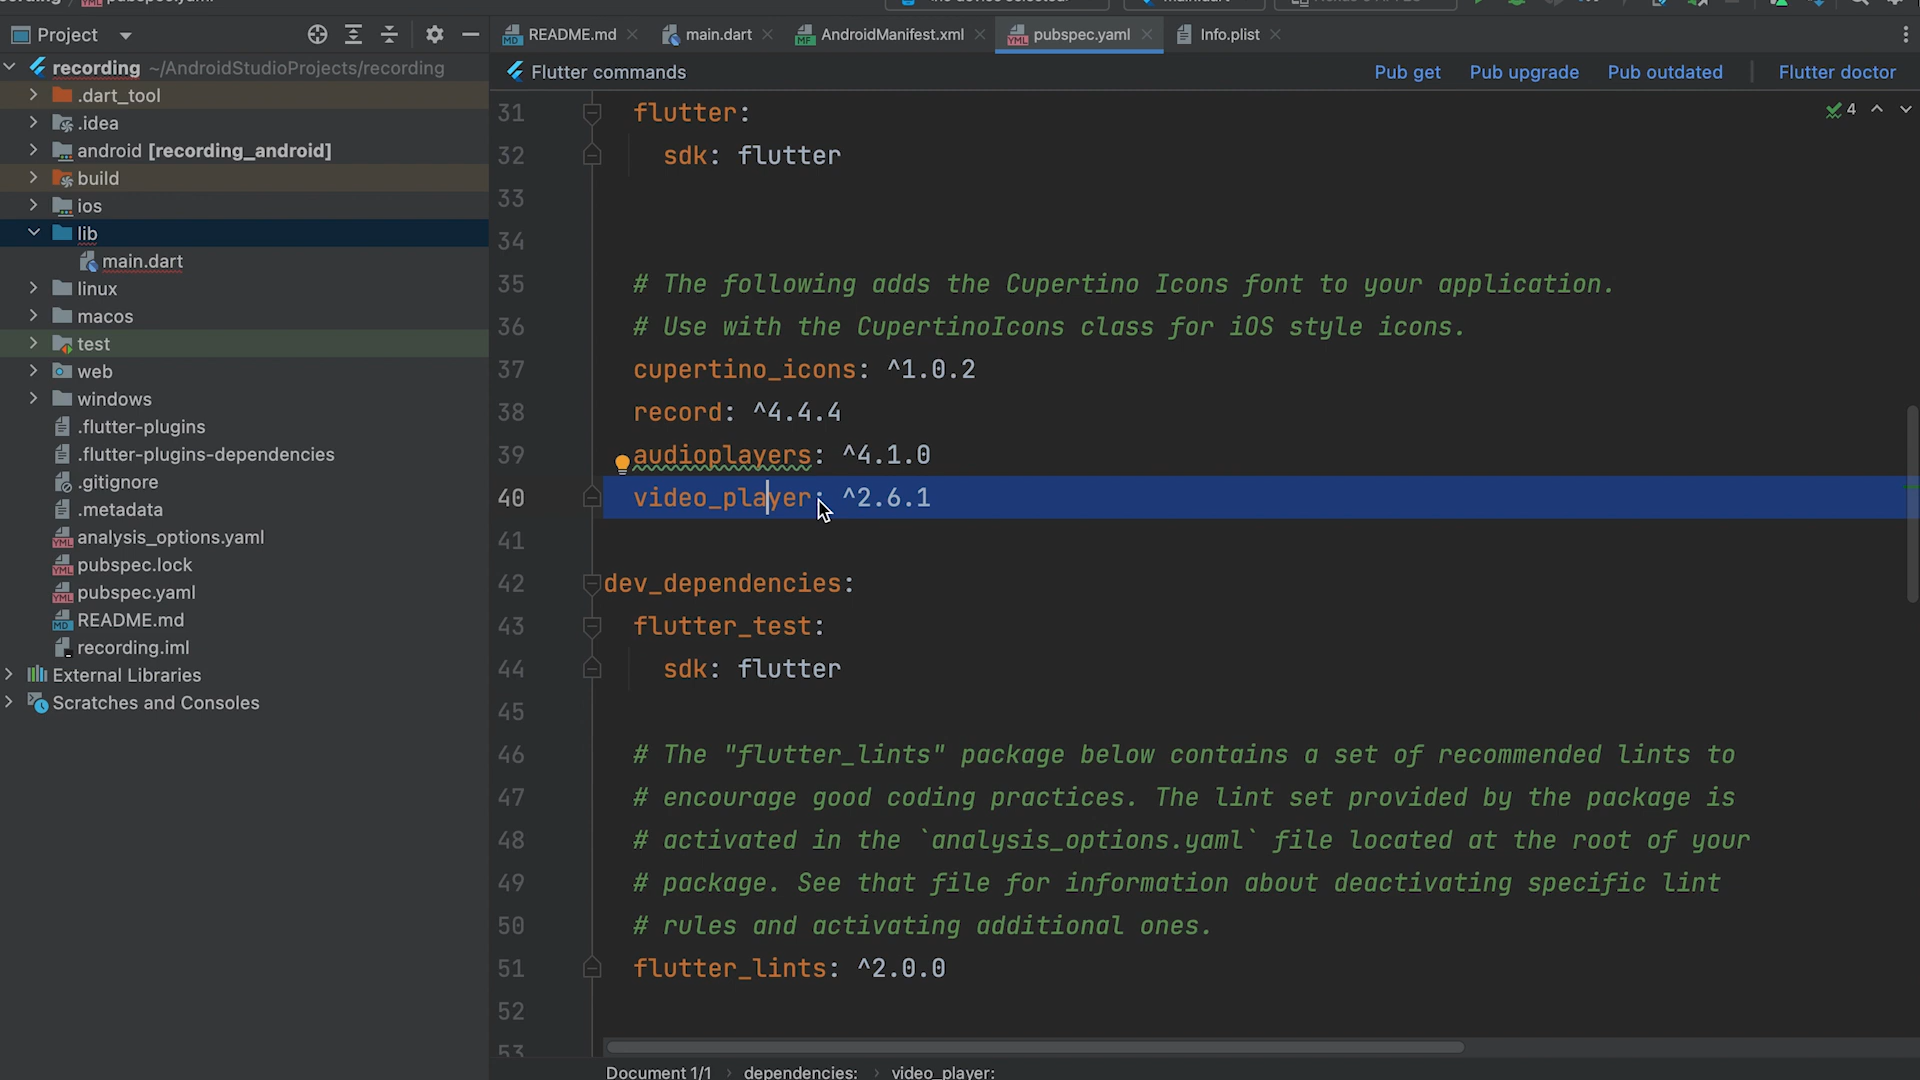 Project
README.md
main.dart
AndroidManifest.xml
pubspec.yaml
Info.plist
recording ~/AndroidStudioProjects/recording
Flutter commands
Pub get
Pub upgrade
Pub outdated
Flutter doctor
.dart_tool
.idea
android [recording_android]
build
ios
lib
main.dart
linux
macos
test
web
windows
.flutter-plugins
.flutter-plugins-dependencies
.gitignore
.metadata
analysis_options.yaml
pubspec.lock
pubspec.yaml
README.md
recording.iml
External Libraries
Scratches and Consoles
4
31 flutter:
32 sdk: flutter
33
34
35 # The following adds the Cupertino Icons font to your application.
36 # Use with the CupertinoIcons class for iOS style icons.
37 cupertino_icons: ^1.0.2
38 record: ^4.4.4
39 audioplayers: ^4.1.0
40 video_player: ^2.6.1
41
42 dev_dependencies:
43 flutter_test:
44 sdk: flutter
45
46 # The "flutter_lints" package below contains a set of recommended lints to
47 # encourage good coding practices. The lint set provided by the package is
48 # activated in the `analysis_options.yaml` file located at the root of your
49 # package. See that file for information about deactivating specific lint
50 # rules and activating additional ones.
51 flutter_lints: ^2.0.0
52
53
Document 1/1 › dependencies: › video_player: